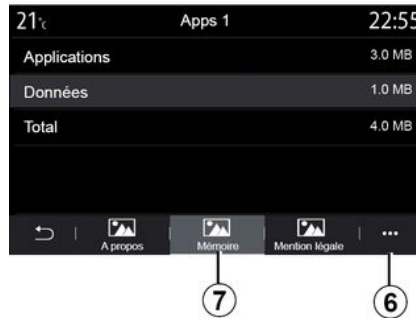 21°c Apps 1 22:55
Applications 3.0 MB
Données 1.0 MB
Total 4.0 MB
A propos Mémoire Mention légale ...
7 6